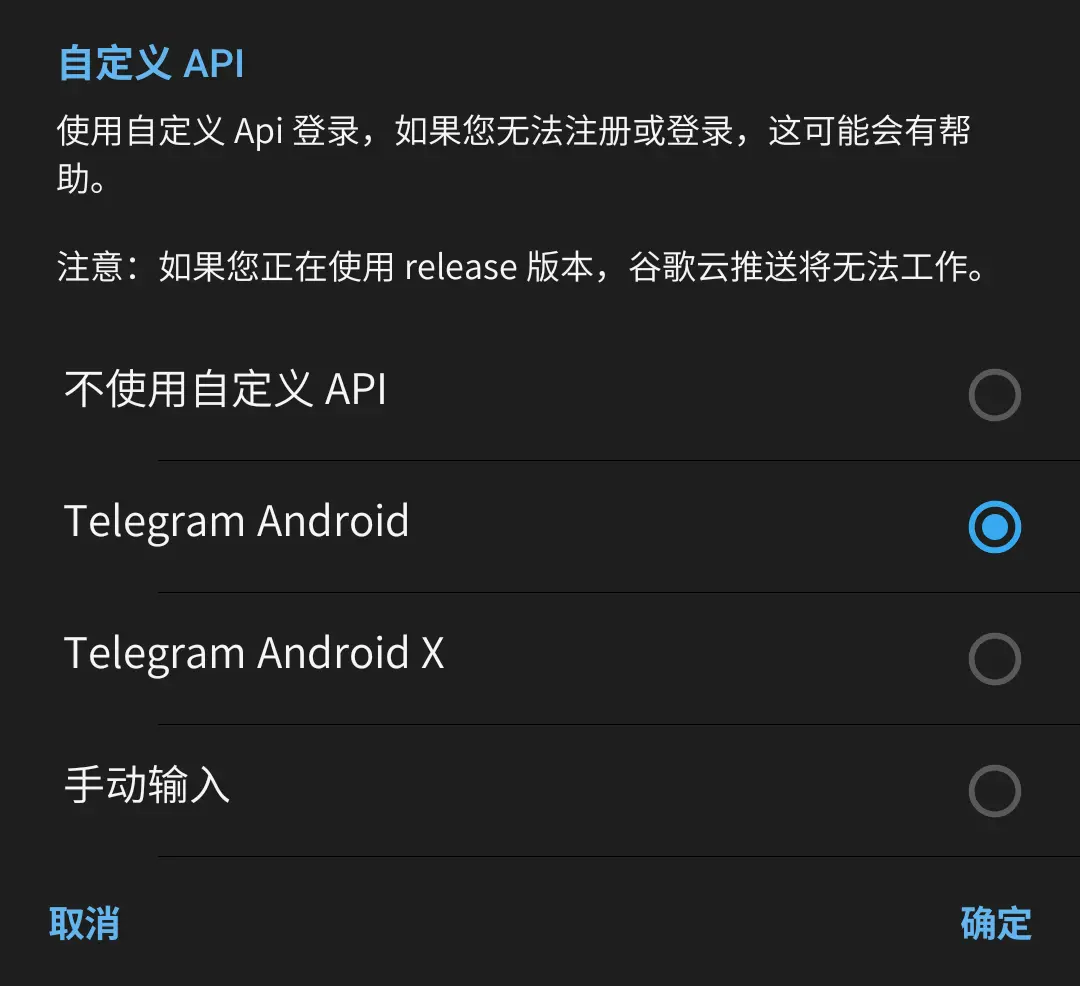 自定义 API
使用自定义 Api 登录，如果您无法注册或登录，这可能会有帮
助。
注意：如果您正在使用 release 版本，谷歌云推送将无法工作。
不使用自定义 API
Telegram Android
Telegram Android X
手动输入
取消
确定